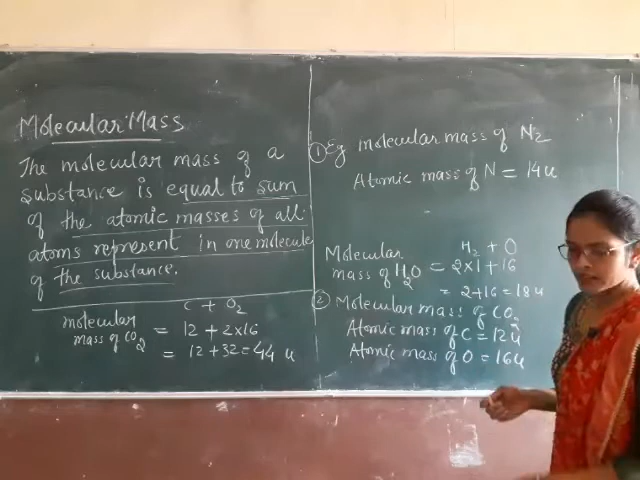 Molecular Mass
The molecular mass of a
substance is equal to sum
of the atomic masses of all
atoms represent in one molecule
of the substance.
C + O2
molecular
mass of CO2 = 12 + 2x16
= 12 + 32 = 44 u
① Eg molecular mass of N2
Atomic mass of N = 14u
H2 + O
Molecular
mass of H2O = 2x1+16
= 2+16 = 18u
② Molecular mass of CO2
Atomic mass of C = 12u
Atomic mass of O = 16u